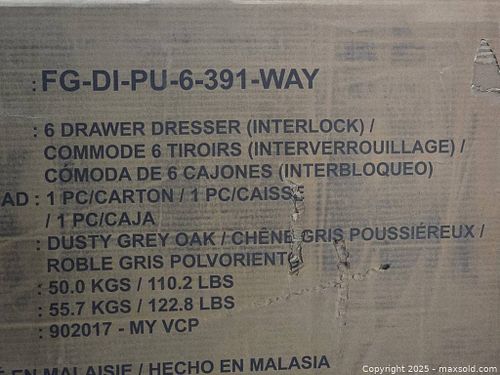 : FG-DI-PU-6-391-WAY
: 6 DRAWER DRESSER (INTERLOCK) /
COMMODE 6 TIROIRS (INTERVERROUILLAGE) /
CÓMODA DE 6 CAJONES (INTERBLOQUEO)
AD : 1 PC/CARTON / 1 PC/CAISSE
/ 1 PC/CAJA
: DUSTY GREY OAK / CHÊNE GRIS POUSSIÉREUX /
ROBLE GRIS POLVORIENTO
: 50.0 KGS / 110.2 LBS
: 55.7 KGS / 122.8 LBS
: 902017 - MY VCP
É EN MALAISIE / HECHO EN MALASIA
Copyright 2025 - maxsold.com